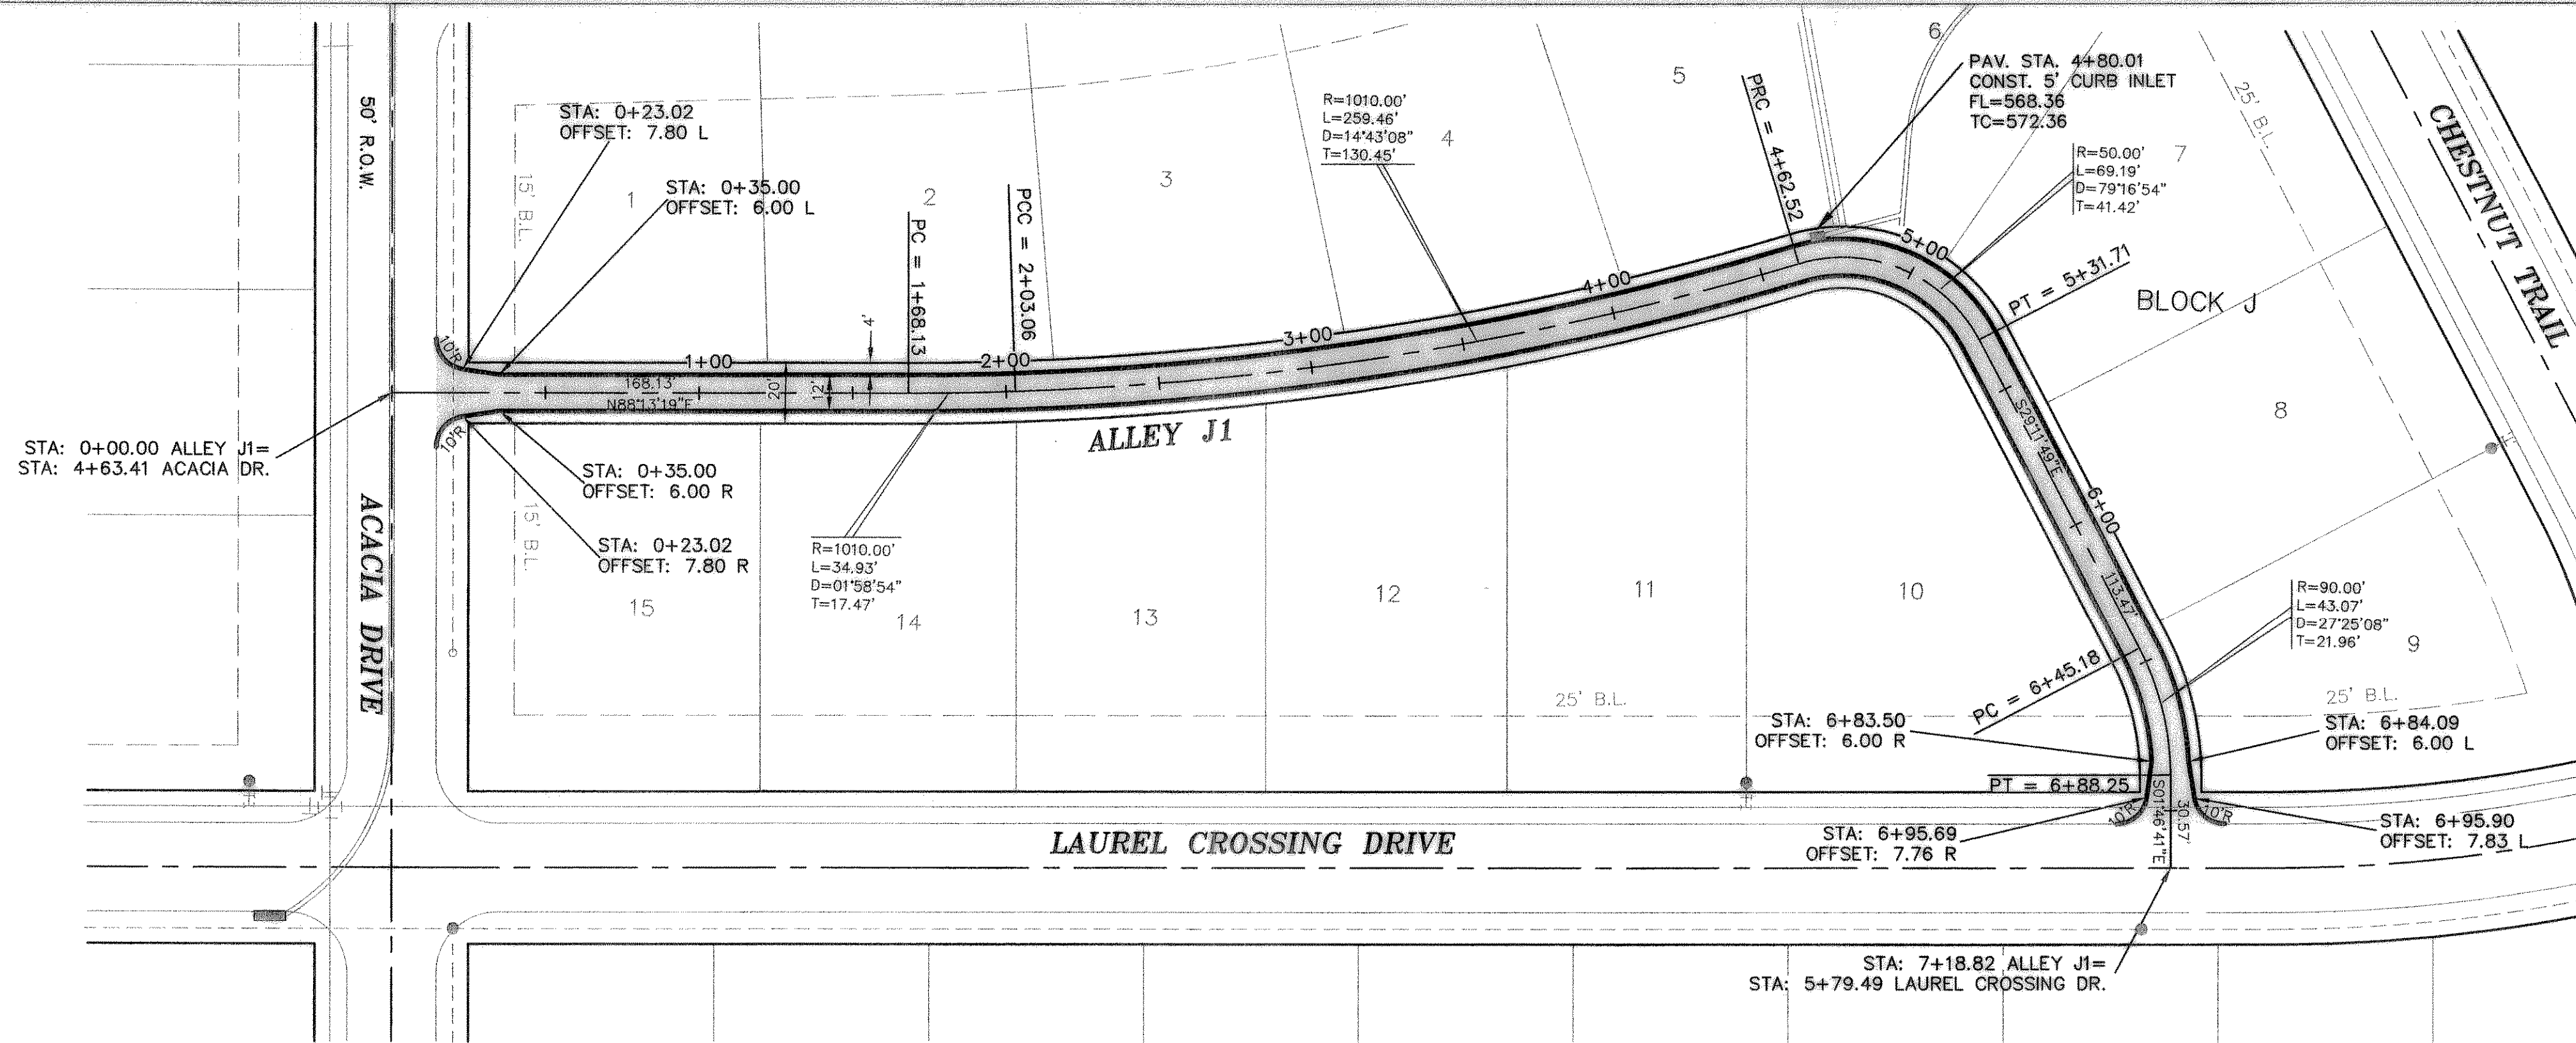 50' R.O.W.
STA: 0+23.02
OFFSET: 7.80 L
15' B.L.
STA: 0+35.00
OFFSET: 6.00 L
1
2
3
4
5
6
7
PC = 1+68.13
PCC = 2+03.06
R=1010.00'
L=259.46'
D=14°43'08"
T=130.45'
PRC = 4+62.52
PAV. STA. 4+80.01
CONST. 5' CURB INLET
FL=568.36
TC=572.36
R=50.00'
L=69.19'
D=79°16'54"
T=41.42'
25' B.L.
CHESTNUT TRAIL
PT = 5+31.71
BLOCK J
8
10'R
10'R
1+00
2+00
3+00
4+00
5+00
6+00
4'
20'
12'
168.13'
N88°13'19"E
STA: 0+00.00 ALLEY J1=
STA: 4+63.41 ACACIA DR.
ACACIA DRIVE
ALLEY J1
STA: 0+35.00
OFFSET: 6.00 R
15' B.L.
STA: 0+23.02
OFFSET: 7.80 R
R=1010.00'
L=34.93'
D=01°58'54"
T=17.47'
15
14
13
12
11
10
9
S29°11'49"E
113.47'
R=90.00'
L=43.07'
D=27°25'08"
T=21.96'
25' B.L.
25' B.L.
PC = 6+45.18
STA: 6+83.50
OFFSET: 6.00 R
STA: 6+84.09
OFFSET: 6.00 L
PT = 6+88.25
S01°46'41"E
30.57'
10'R
10'R
LAUREL CROSSING DRIVE
STA: 6+95.69
OFFSET: 7.76 R
STA: 6+95.90
OFFSET: 7.83 L
STA: 7+18.82 ALLEY J1=
STA: 5+79.49 LAUREL CROSSING DR.